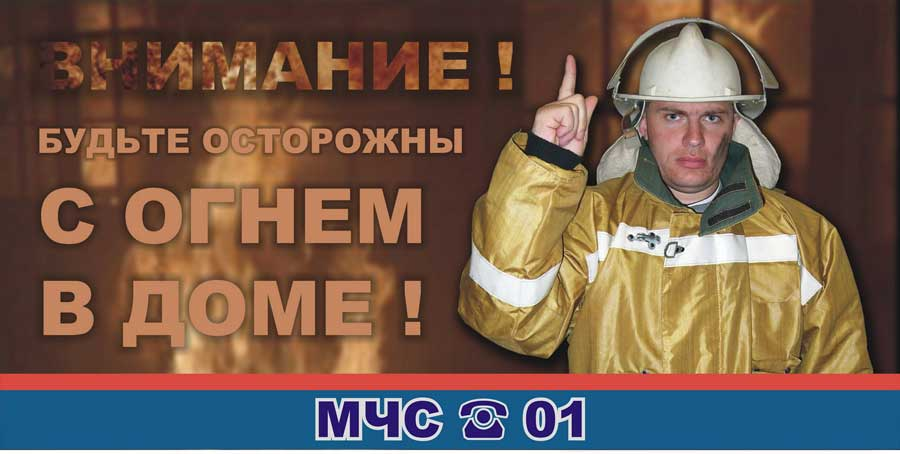 ВНИМАНИЕ !
БУДЬТЕ ОСТОРОЖНЫ
С ОГНЕМ
В ДОМЕ !
МЧС ☎ 01